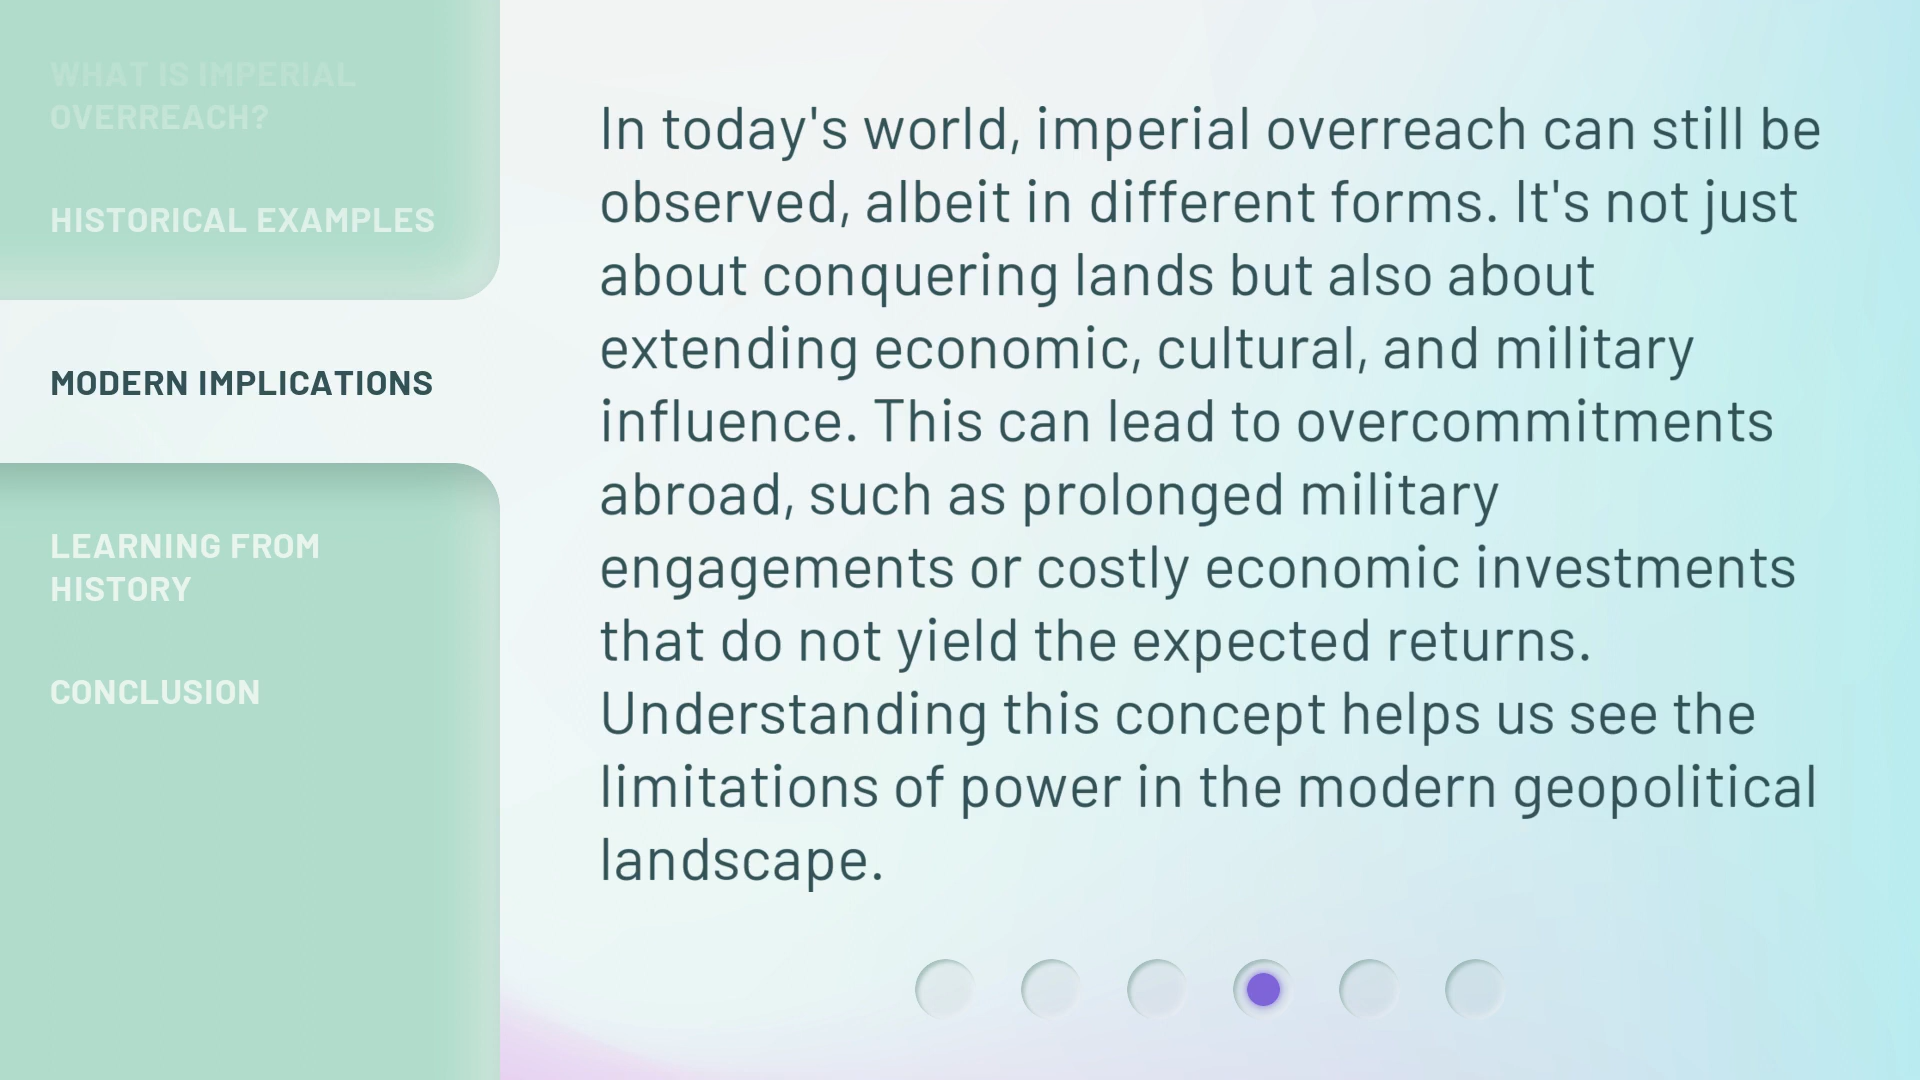 WHAT IS IMPERIAL
OVERREACH?
HISTORICAL EXAMPLES
MODERN IMPLICATIONS
LEARNING FROM
HISTORY
CONCLUSION
In today's world, imperial overreach can still be
observed, albeit in different forms. It's not just
about conquering lands but also about
extending economic, cultural, and military
influence. This can lead to overcommitments
abroad, such as prolonged military
engagements or costly economic investments
that do not yield the expected returns.
Understanding this concept helps us see the
limitations of power in the modern geopolitical
landscape.